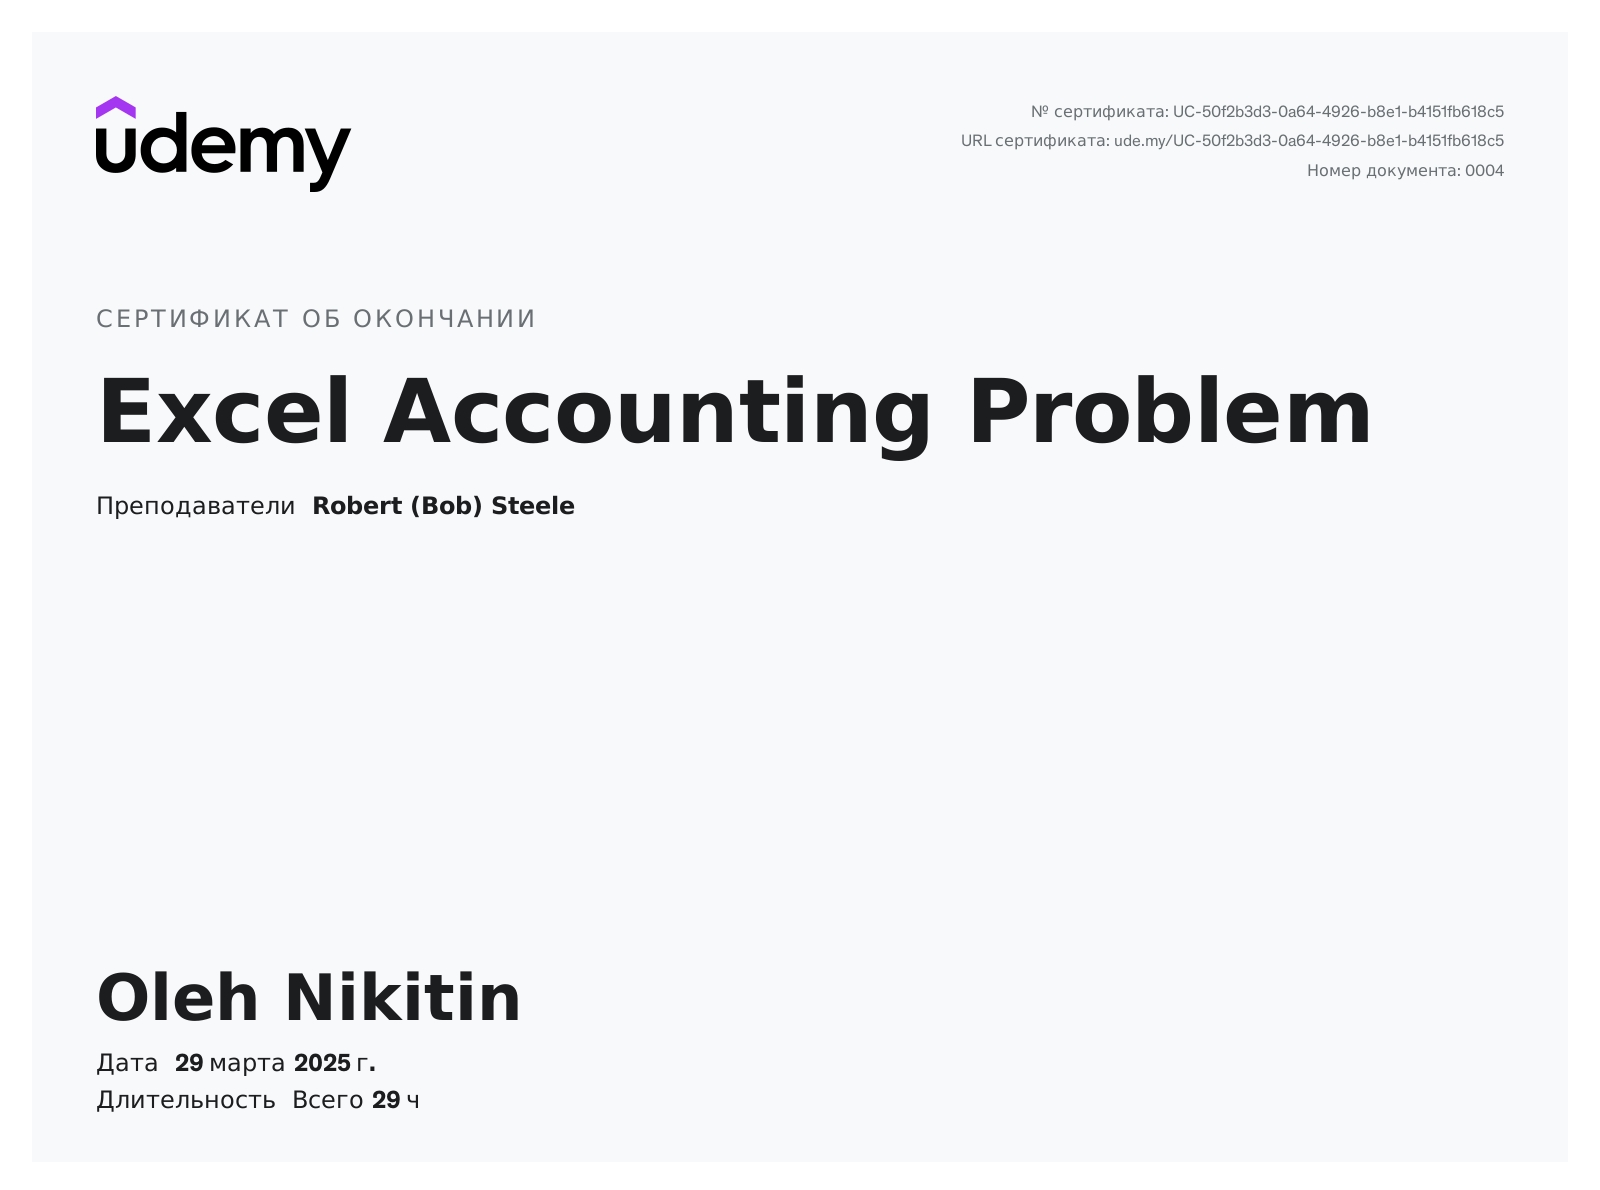 udemy
№ сертификата: UC-50f2b3d3-0a64-4926-b8e1-b4151fb618c5
URL сертификата: ude.my/UC-50f2b3d3-0a64-4926-b8e1-b4151fb618c5
Номер документа: 0004
СЕРТИФИКАТ ОБ ОКОНЧАНИИ
Excel Accounting Problem
Преподаватели Robert (Bob) Steele
Oleh Nikitin
Дата 29 марта 2025 г.
Длительность Всего 29 ч